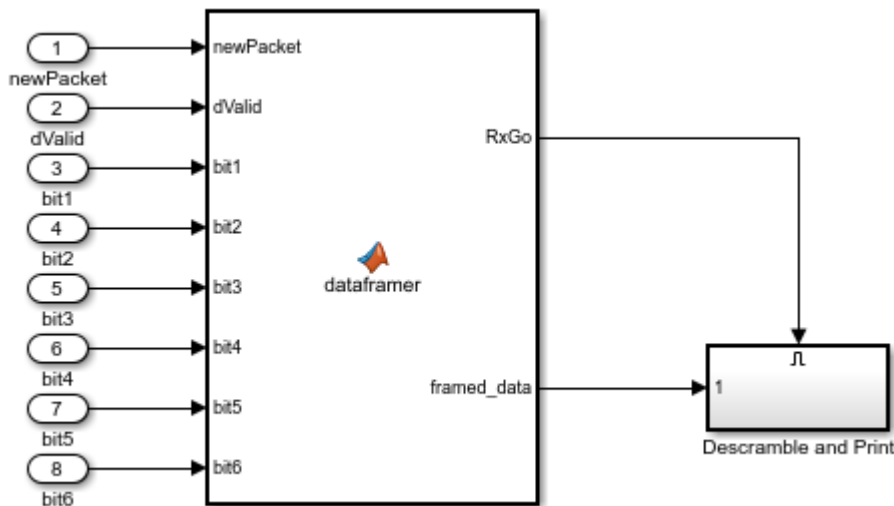 1
newPacket
2
dValid
3
bit1
4
bit2
5
bit3
6
bit4
7
bit5
8
bit6
newPacket
dValid
bit1
bit2
bit3
bit4
bit5
bit6
dataframer
RxGo
framed_data
1
Descramble and Print